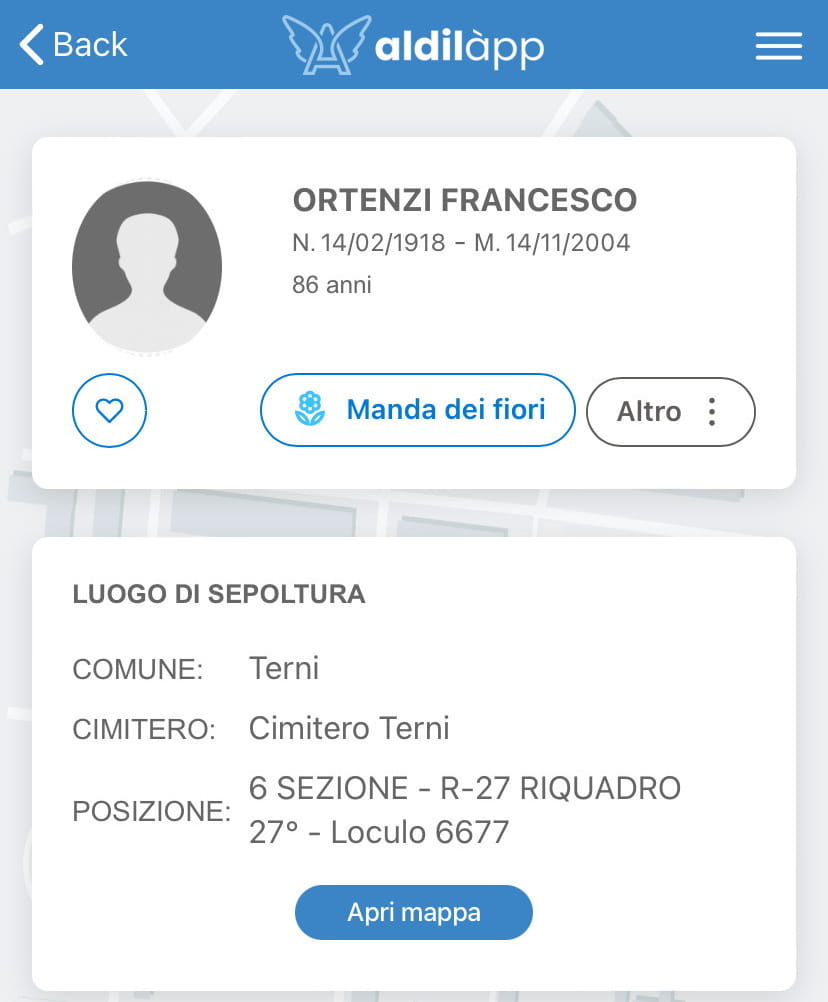 Back
aldilàpp
ORTENZI FRANCESCO
N. 14/02/1918 - M. 14/11/2004
86 anni
Manda dei fiori
Altro
LUOGO DI SEPOLTURA
COMUNE: Terni
CIMITERO: Cimitero Terni
POSIZIONE: 6 SEZIONE - R-27 RIQUADRO
27° - Loculo 6677
Apri mappa